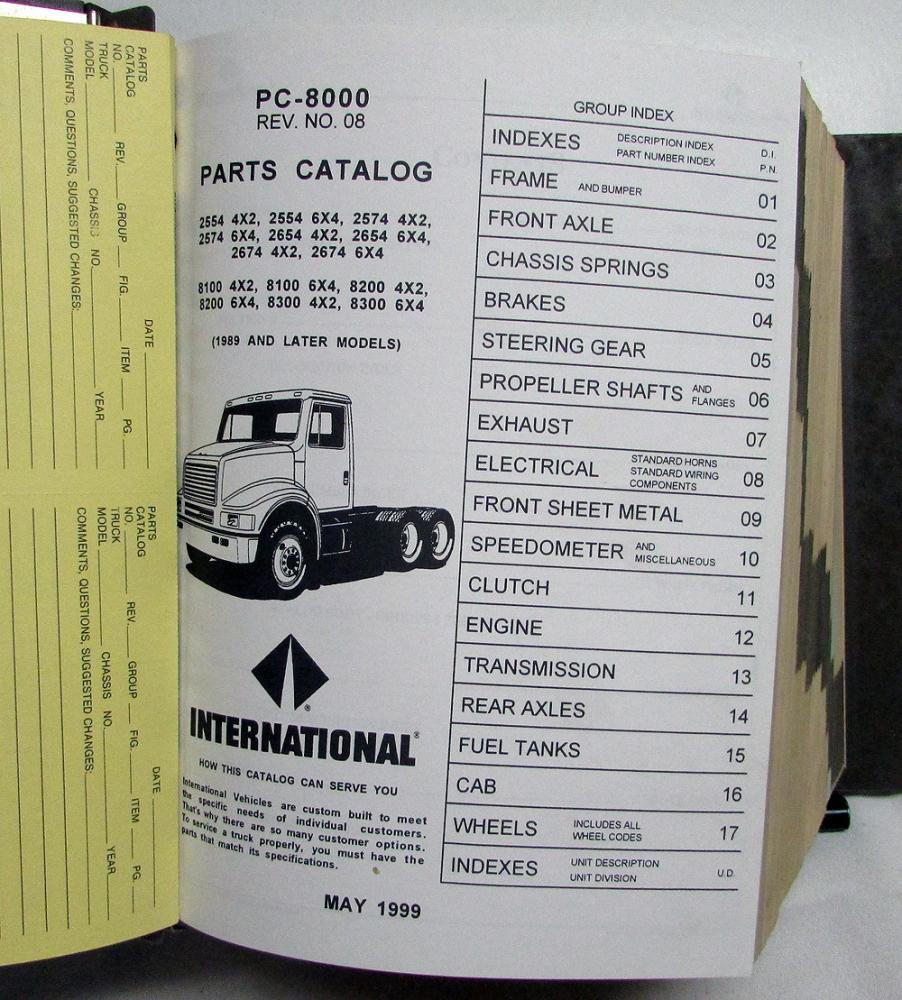 PARTS
CATALOG
NO. REV. GROUP FIG. ITEM PG.
TRUCK
MODEL CHASSIS NO. YEAR
DATE
COMMENTS, QUESTIONS, SUGGESTED CHANGES:
PARTS
CATALOG
NO. REV. GROUP FIG. ITEM PG.
TRUCK
MODEL CHASSIS NO. YEAR
DATE
COMMENTS, QUESTIONS, SUGGESTED CHANGES:
PC-8000
REV. NO. 08
PARTS CATALOG
2554 4X2, 2554 6X4, 2574 4X2,
2574 6X4, 2654 4X2, 2654 6X4,
2674 4X2, 2674 6X4
8100 4X2, 8100 6X4, 8200 4X2,
8200 6X4, 8300 4X2, 8300 6X4
(1989 AND LATER MODELS)
INTERNATIONAL®
HOW THIS CATALOG CAN SERVE YOU
International Vehicles are custom built to meet
the specific needs of individual customers.
That's why there are so many customer options.
To service a truck properly, you must have the
parts that match its specifications.
MAY 1999
GROUP INDEX
INDEXES DESCRIPTION INDEX D.I.
PART NUMBER INDEX P.N.
FRAME AND BUMPER 01
FRONT AXLE 02
CHASSIS SPRINGS 03
BRAKES 04
STEERING GEAR 05
PROPELLER SHAFTS AND FLANGES 06
EXHAUST 07
ELECTRICAL STANDARD HORNS
STANDARD WIRING
COMPONENTS 08
FRONT SHEET METAL 09
SPEEDOMETER AND MISCELLANEOUS 10
CLUTCH 11
ENGINE 12
TRANSMISSION 13
REAR AXLES 14
FUEL TANKS 15
CAB 16
WHEELS INCLUDES ALL
WHEEL CODES 17
INDEXES UNIT DESCRIPTION
UNIT DIVISION U.D.